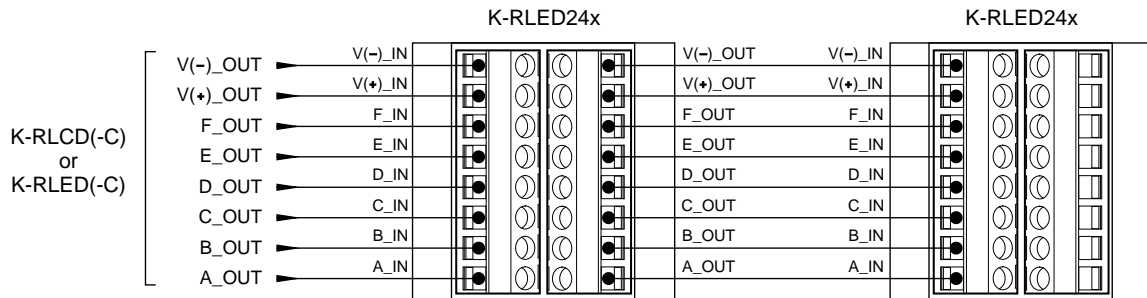 K-RLED24x K-RLED24x
V(-)_OUT V(-)_IN V(-)_OUT V(-)_IN
V(+)_OUT V(+)_IN V(+)_OUT V(+)_IN
F_OUT F_IN F_OUT F_IN
K-RLCD(-C)
or
K-RLED(-C)
E_OUT E_IN E_OUT E_IN
D_OUT D_IN D_OUT D_IN
C_OUT C_IN C_OUT C_IN
B_OUT B_IN B_OUT B_IN
A_OUT A_IN A_OUT A_IN